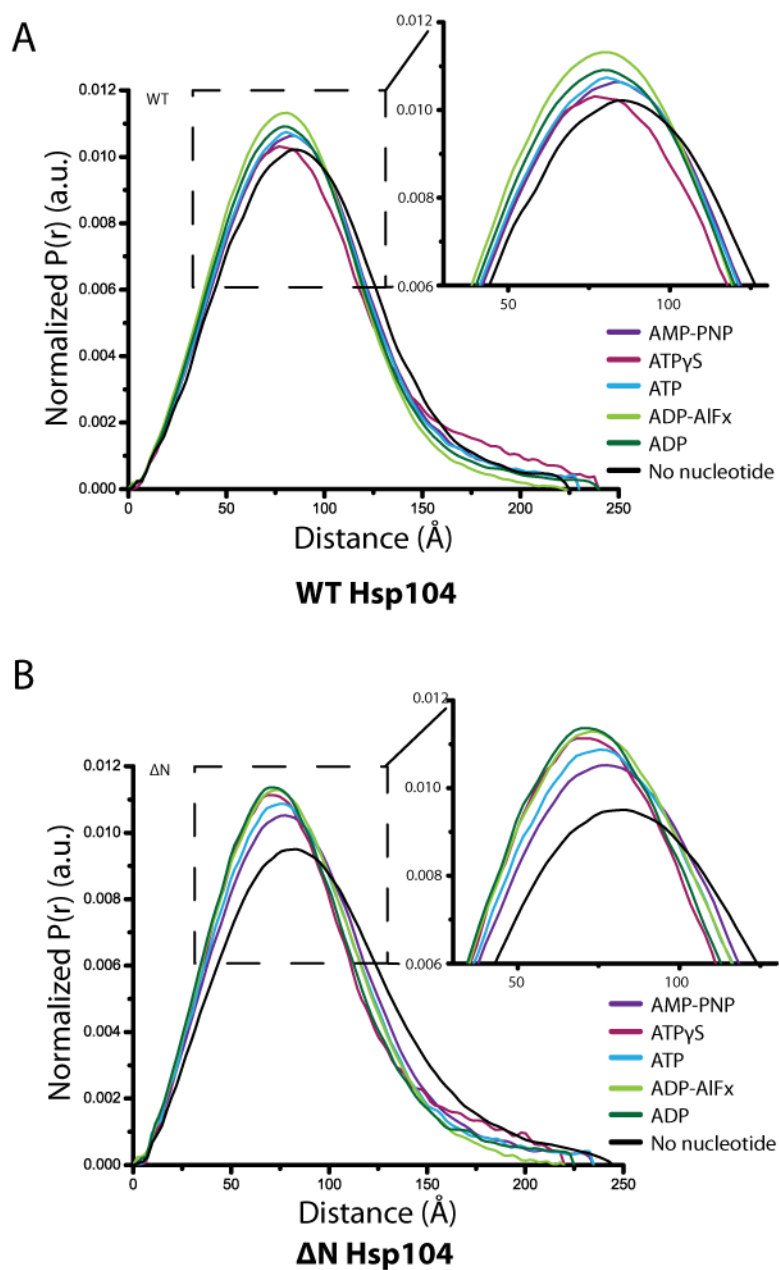 A
WT
Normalized P(r) (a.u.)
0.012
0.010
0.008
0.006
0.004
0.002
0.000
0
50
100
150
200
250
Distance (Å)
0.012
0.010
0.008
0.006
50
100
AMP-PNP
ATPγS
ATP
ADP-AlFx
ADP
No nucleotide
WT Hsp104
B
ΔN
Normalized P(r) (a.u.)
0.012
0.010
0.008
0.006
0.004
0.002
0.000
0
50
100
150
200
250
Distance (Å)
0.012
0.010
0.008
0.006
50
100
AMP-PNP
ATPγS
ATP
ADP-AlFx
ADP
No nucleotide
ΔN Hsp104